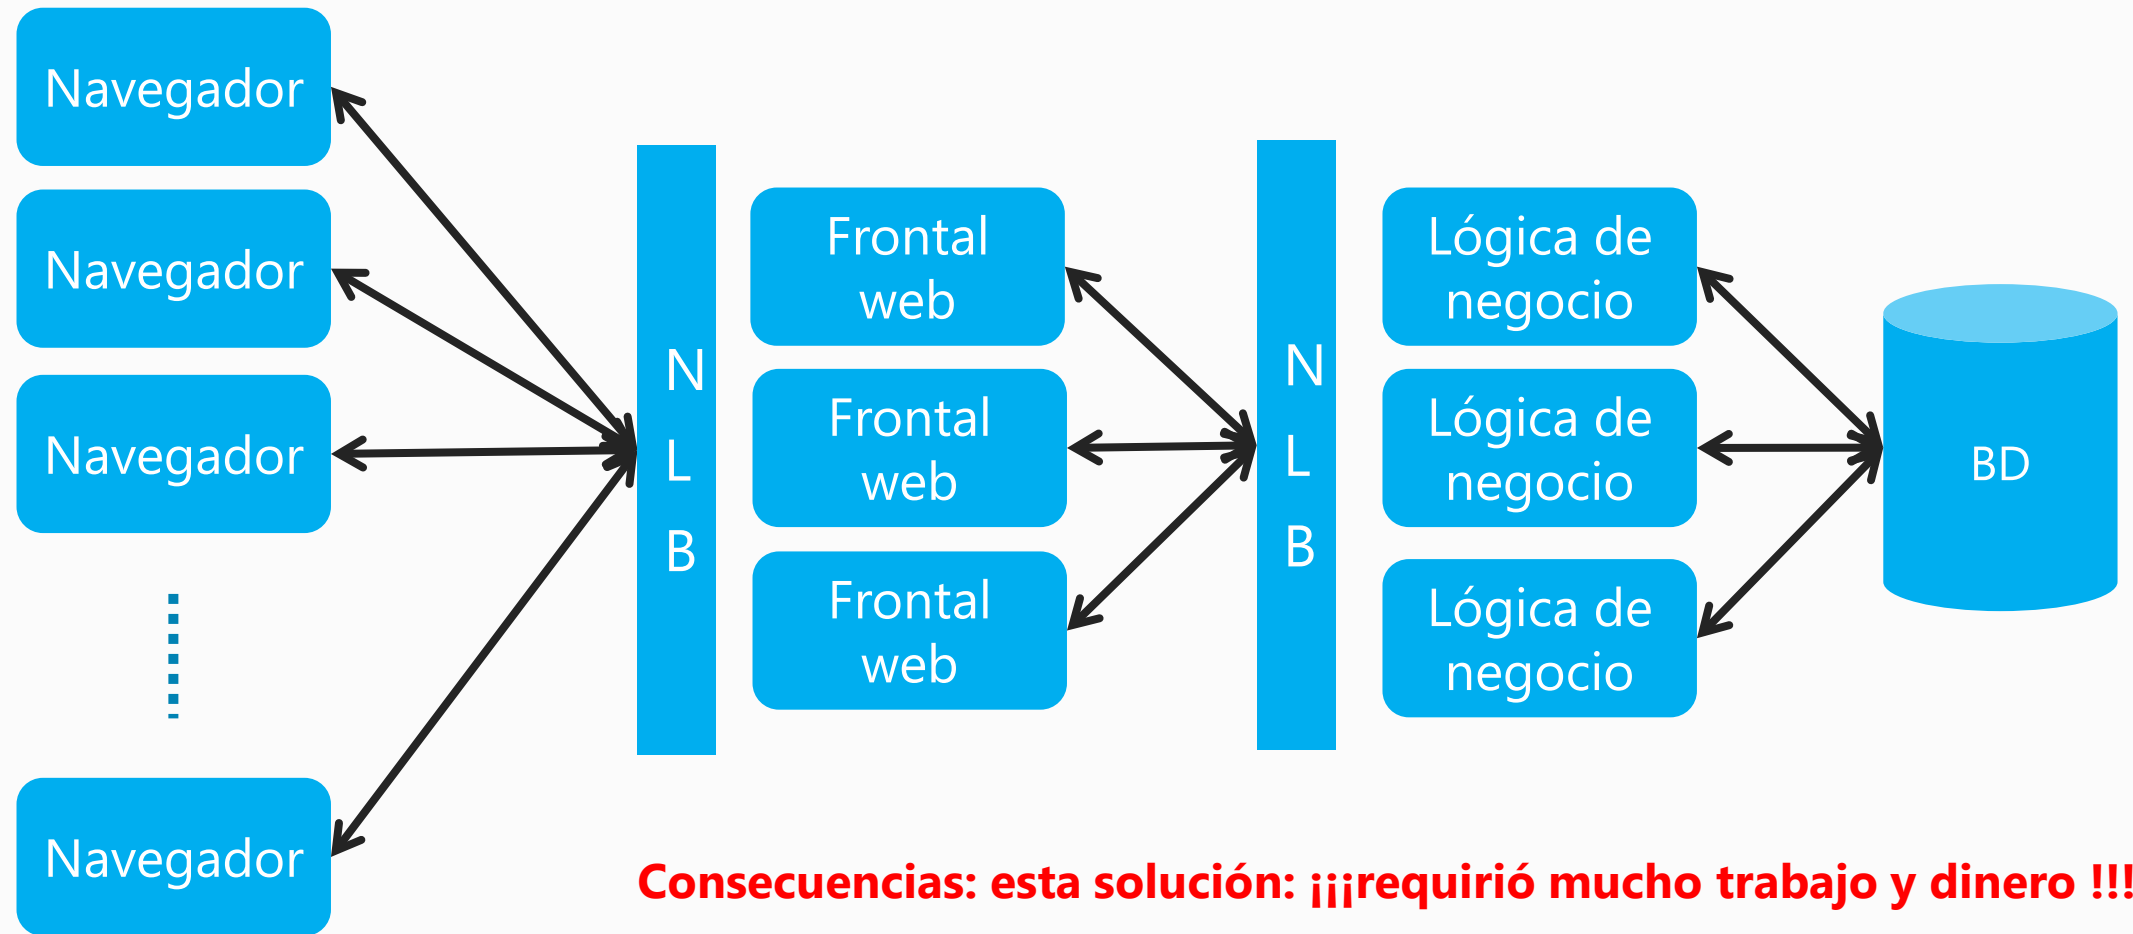 Navegador
Navegador
Navegador
Navegador
N
L
B
Frontal
web
Frontal
web
Frontal
web
N
L
B
Lógica de
negocio
Lógica de
negocio
Lógica de
negocio
BD
Consecuencias: esta solución: ¡¡¡requirió mucho trabajo y dinero !!!